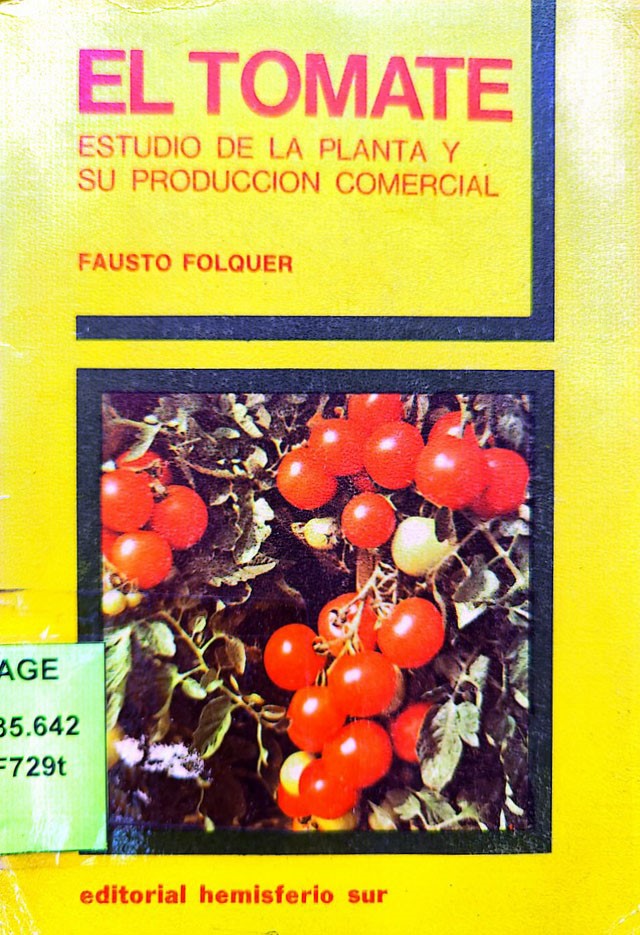 EL TOMATE
ESTUDIO DE LA PLANTA Y
SU PRODUCCION COMERCIAL
FAUSTO FOLQUER
AGE
35.642
F729t
editorial hemisferio sur